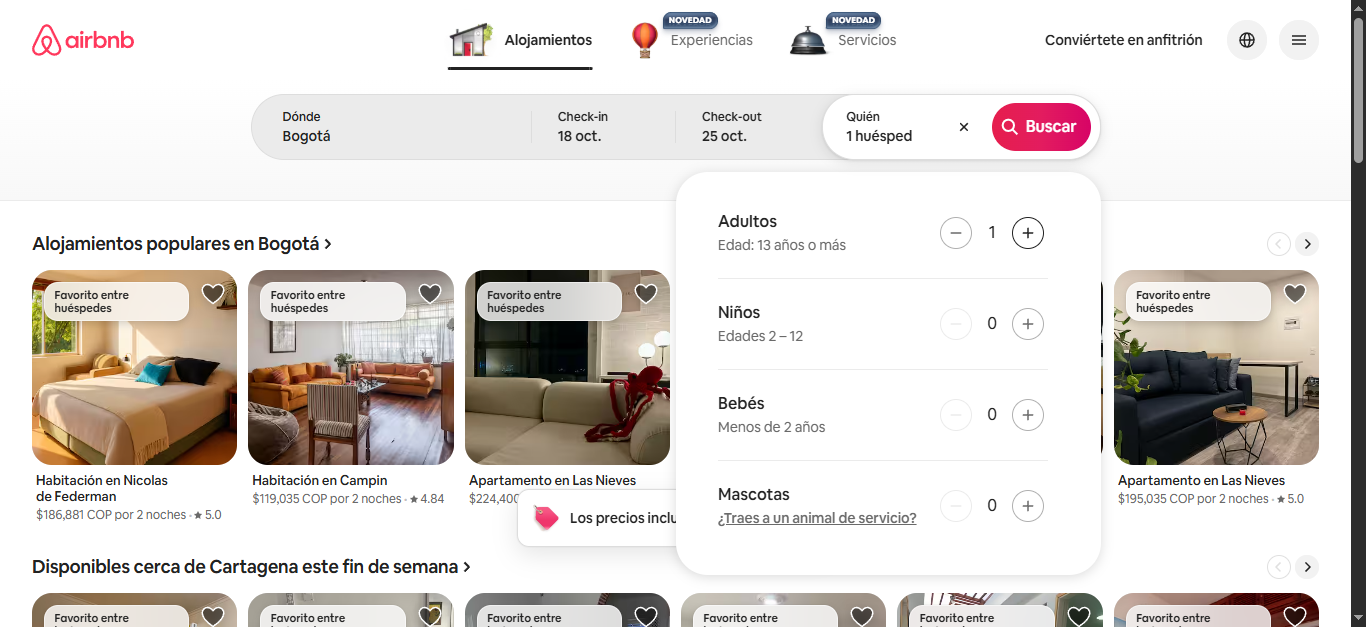 airbnb
Alojamientos
NOVEDAD
Experiencias
NOVEDAD
Servicios
Conviértete en anfitrión
Dónde
Bogotá
Check-in
18 oct.
Check-out
25 oct.
Quién
1 huésped
Buscar
Adultos
Edad: 13 años o más
1
Niños
Edades 2 – 12
0
Bebés
Menos de 2 años
0
Mascotas
¿Traes a un animal de servicio?
0
Alojamientos populares en Bogotá
Favorito entre
huéspedes
Habitación en Nicolas
de Federman
$186,881 COP por 2 noches · ★ 5.0
Favorito entre
huéspedes
Habitación en Campin
$119,035 COP por 2 noches · ★ 4.84
Favorito entre
huéspedes
Apartamento en Las Nieves
$224,400
Favorito entre
huéspedes
Apartamento en Las Nieves
$195,035 COP por 2 noches · ★ 5.0
Los precios inclu
Disponibles cerca de Cartagena este fin de semana
Favorito entre
huéspedes
Favorito entre
huéspedes
Favorito entre
huéspedes
Favorito entre
huéspedes
Favorito entre
huéspedes
Favorito entre
huéspedes